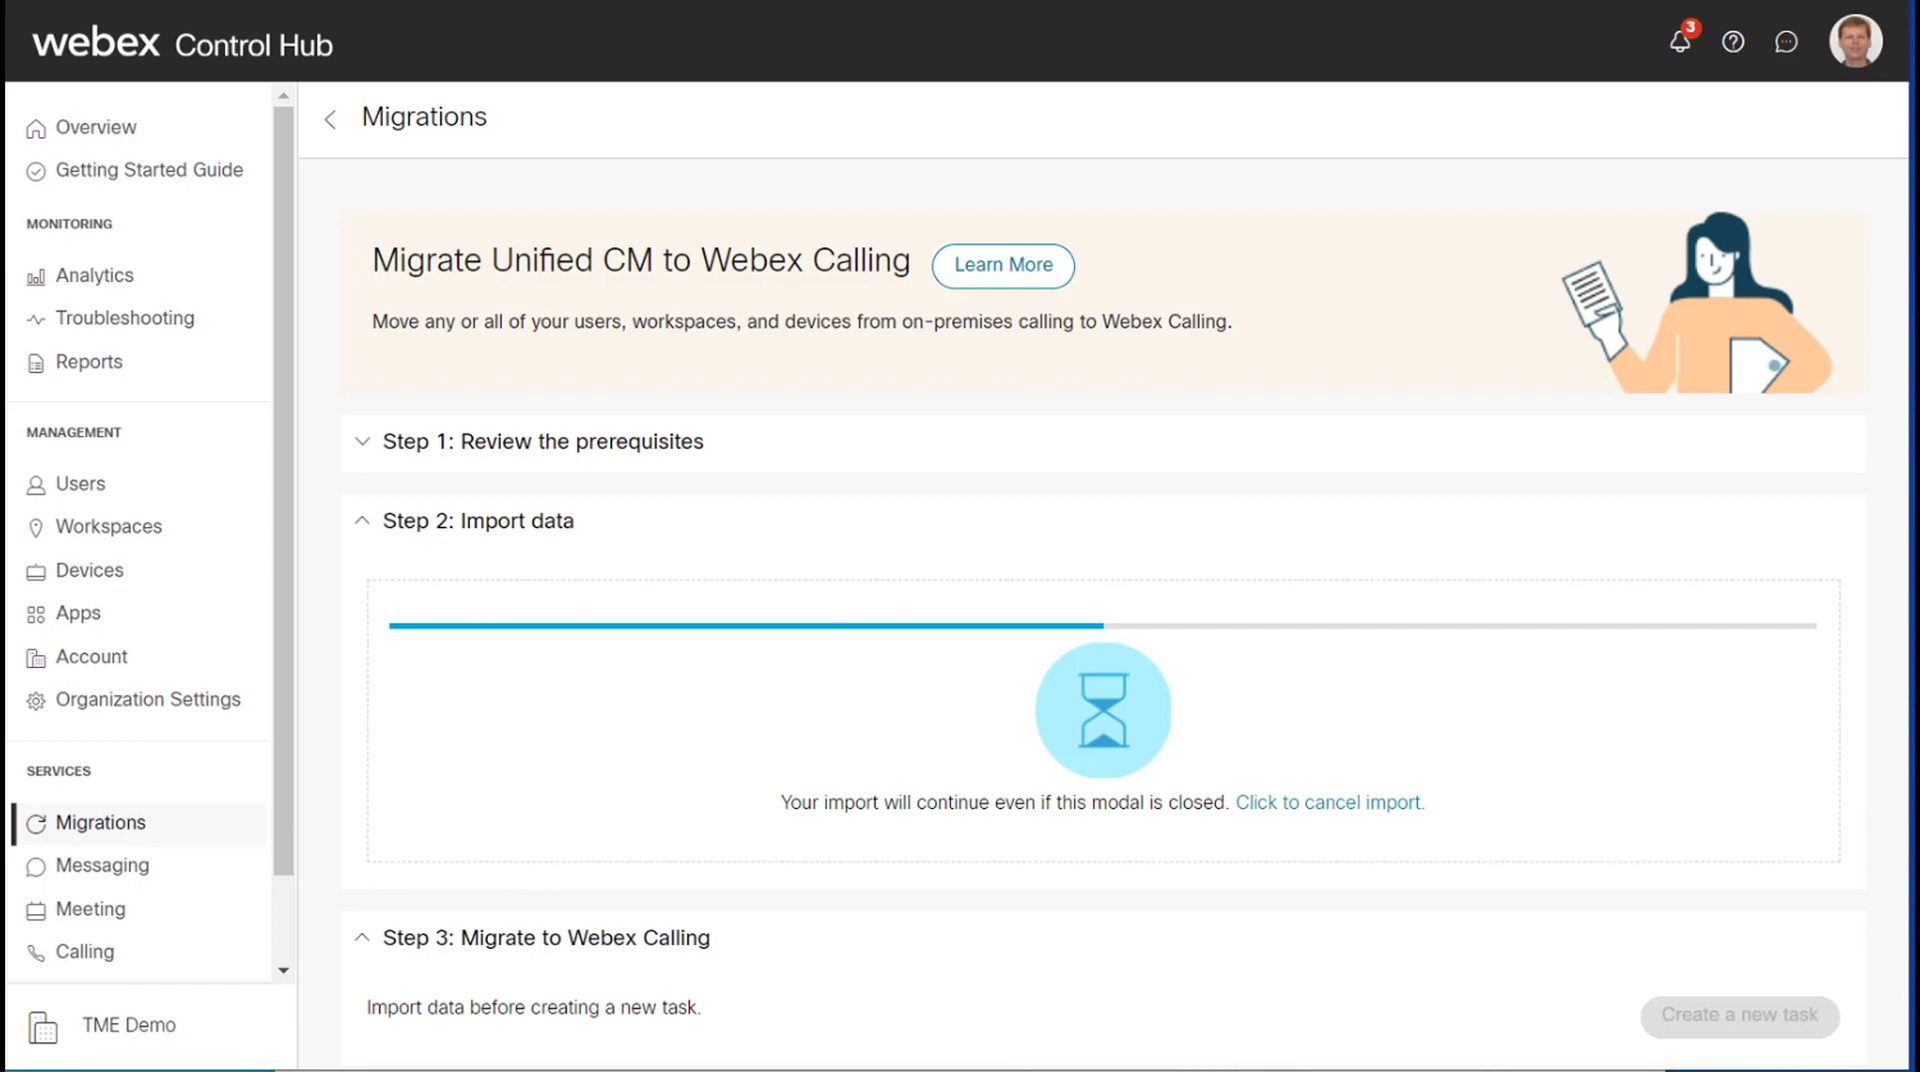 webex Control Hub
3
Overview
Getting Started Guide
MONITORING
Analytics
Troubleshooting
Reports
MANAGEMENT
Users
Workspaces
Devices
Apps
Account
Organization Settings
SERVICES
Migrations
Messaging
Meeting
Calling
TME Demo
Migrations
Migrate Unified CM to Webex Calling
Learn More
Move any or all of your users, workspaces, and devices from on-premises calling to Webex Calling.
Step 1: Review the prerequisites
Step 2: Import data
Your import will continue even if this modal is closed. Click to cancel import.
Step 3: Migrate to Webex Calling
Import data before creating a new task.
Create a new task